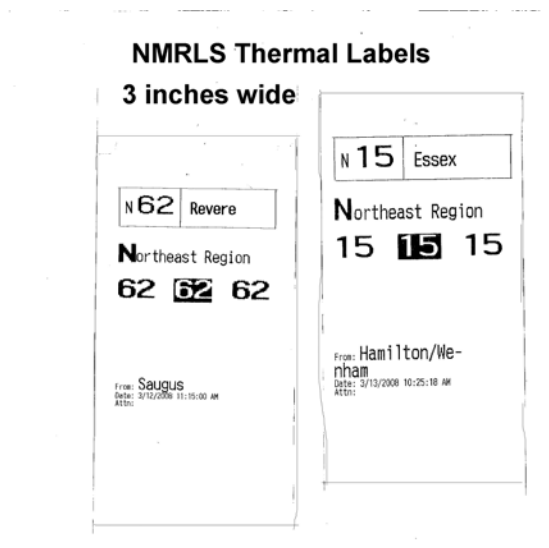 NMRLS Thermal Labels
3 inches wide
N 62 Revere
Northeast Region
62 62 62
From: Saugus
Date: 3/12/2008 11:15:00 AM
Attn:
N 15 Essex
Northeast Region
15 15 15
From: Hamilton/We-
nham
Date: 3/13/2008 10:25:18 AM
Attn: